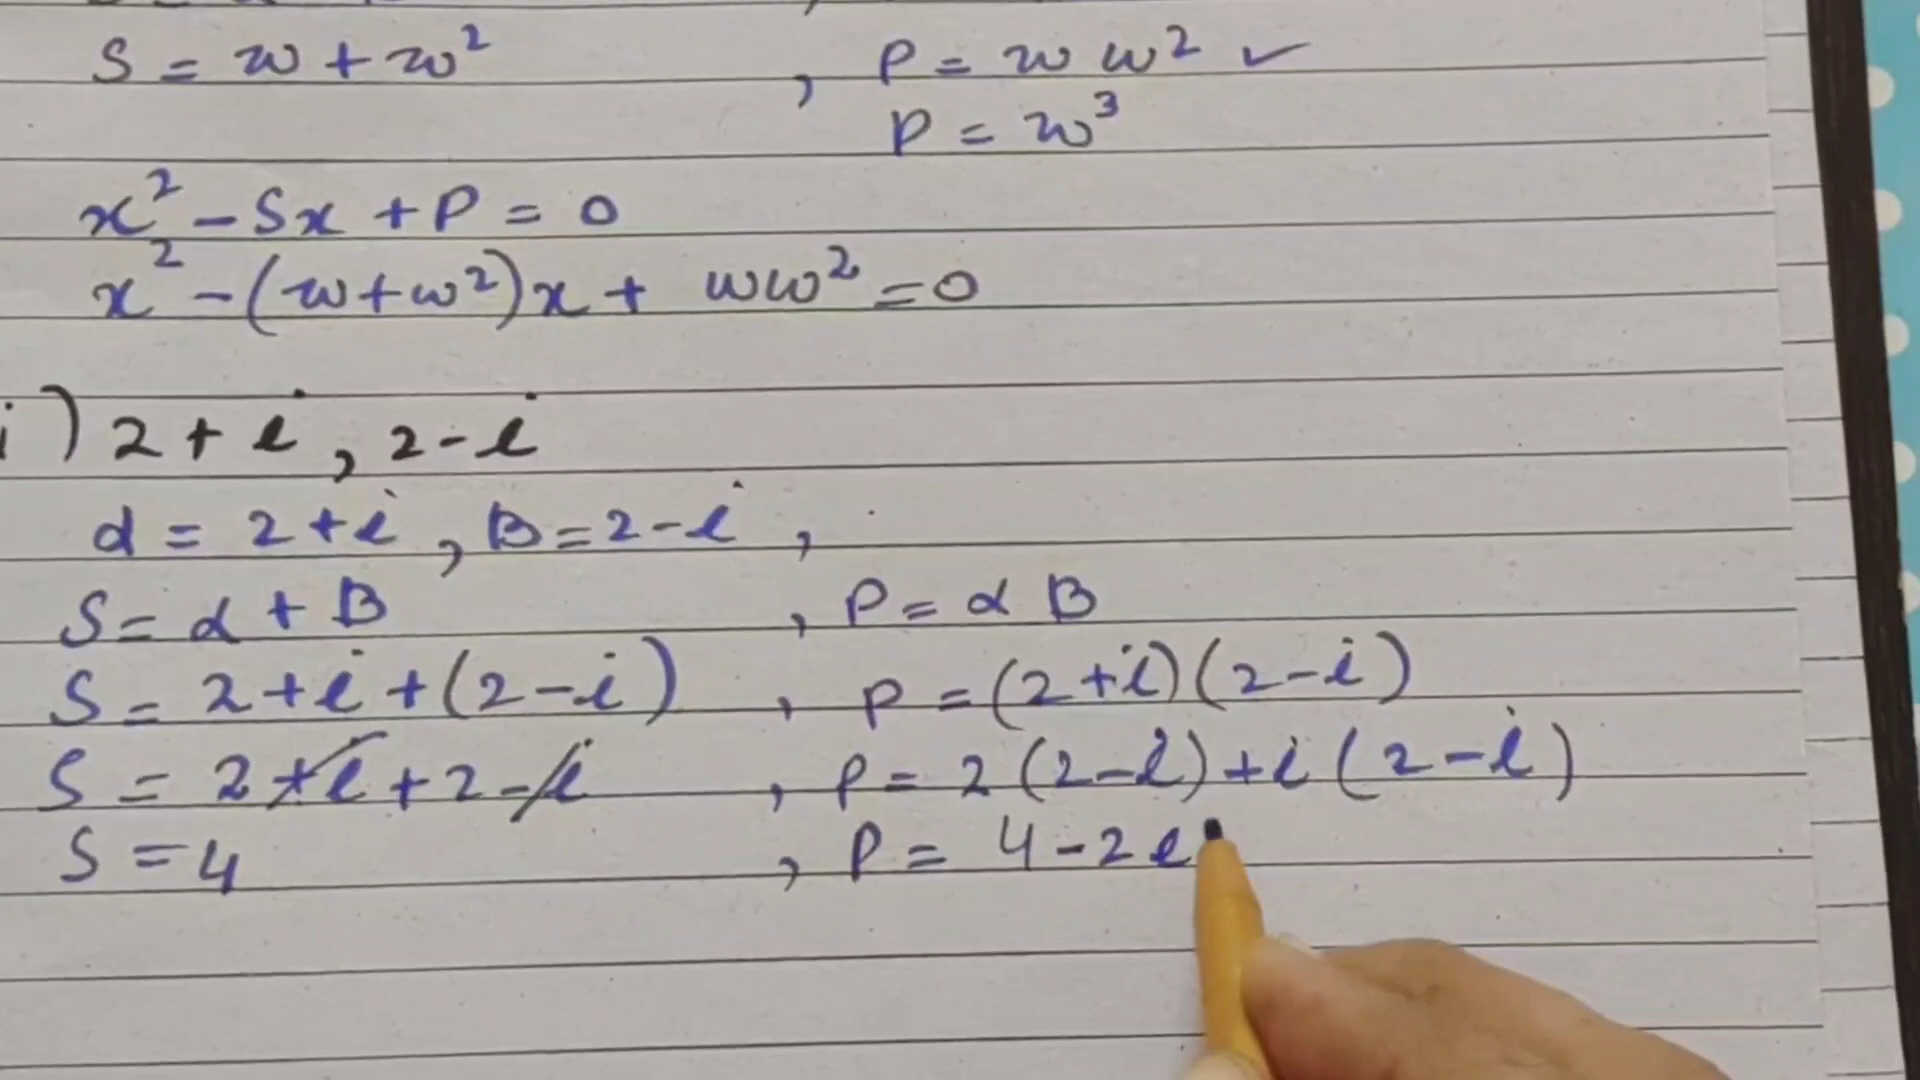 S = w + w² , P = w w² ✓
P = w³
x² - Sx + P = 0
x² - (w+w²)x + ww² = 0
i) 2 + i , 2 - i
α = 2 + i , B = 2 - i ,
S = α + B , P = α B
S = 2 + i + (2 - i) , P = (2 + i)(2 - i)
S = 2 + i + 2 - i , P = 2(2 - i) + i(2 - i)
S = 4 , P = 4 - 2i